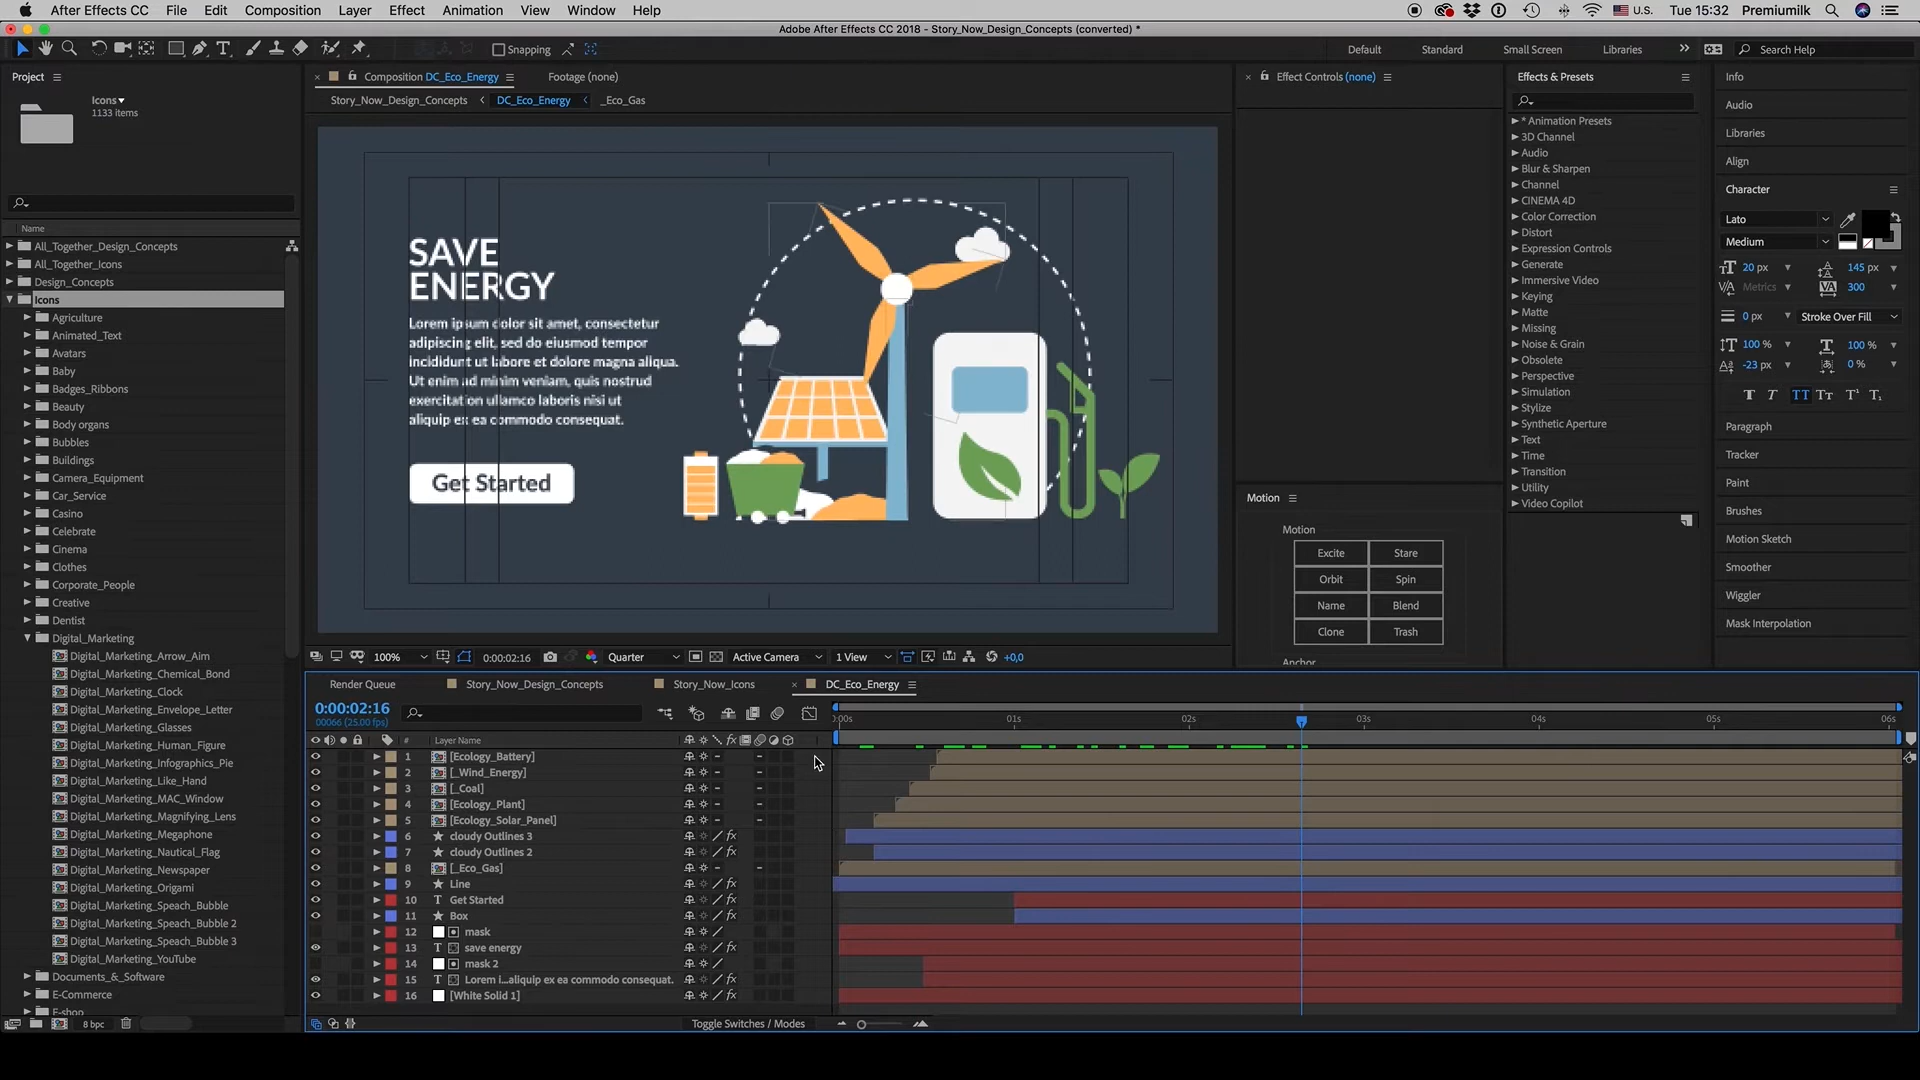 After Effects CC File Edit Composition Layer Effect Animation View Window Help U.S. Tue 15:32 Premiumilk
Adobe After Effects CC 2018 - Story_Now_Design_Concepts (converted) *
Snapping Default Standard Small Screen Libraries Search Help
Project
Icons
1133 items
Name
All_Together_Design_Concepts
All_Together_Icons
Design_Concepts
Icons
Agriculture
Animated_Text
Avatars
Baby
Badges_Ribbons
Beauty
Body organs
Bubbles
Buildings
Camera_Equipment
Car_Service
Casino
Celebrate
Cinema
Clothes
Corporate_People
Creative
Dentist
Digital_Marketing
Digital_Marketing_Arrow_Aim
Digital_Marketing_Chemical_Bond
Digital_Marketing_Clock
Digital_Marketing_Envelope_Letter
Digital_Marketing_Glasses
Digital_Marketing_Human_Figure
Digital_Marketing_Infographics_Pie
Digital_Marketing_Like_Hand
Digital_Marketing_MAC_Window
Digital_Marketing_Magnifying_Lens
Digital_Marketing_Megaphone
Digital_Marketing_Nautical_Flag
Digital_Marketing_Newspaper
Digital_Marketing_Origami
Digital_Marketing_Speach_Bubble
Digital_Marketing_Speach_Bubble 2
Digital_Marketing_Speach_Bubble 3
Digital_Marketing_YouTube
Documents_&_Software
E-Commerce
E-shop
8 bpc
Composition DC_Eco_Energy Footage (none)
Story_Now_Design_Concepts DC_Eco_Energy _Eco_Gas
SAVE
ENERGY
Lorem ipsum dolor sit amet, consectetur
adipiscing elit, sed do eiusmod tempor
incididunt ut labore et dolore magna aliqua.
Ut enim ad minim veniam, quis nostrud
exercitation ullamco laboris nisi ut
aliquip ex ea commodo consequat.
Get Started
100% 0:00:02:16 Quarter Active Camera 1 View +0,0
Effect Controls (none)
Motion
Motion
Excite Stare
Orbit Spin
Name Blend
Clone Trash
Anchor
Effects & Presets
* Animation Presets
3D Channel
Audio
Blur & Sharpen
Channel
CINEMA 4D
Color Correction
Distort
Expression Controls
Generate
Immersive Video
Keying
Matte
Missing
Noise & Grain
Obsolete
Perspective
Simulation
Stylize
Synthetic Aperture
Text
Time
Transition
Utility
Video Copilot
Info
Audio
Libraries
Align
Character
Lato
Medium
20 px 145 px
Metrics 300
0 px Stroke Over Fill
100 % 100 %
-23 px 0 %
Paragraph
Tracker
Paint
Brushes
Motion Sketch
Smoother
Wiggler
Mask Interpolation
Render Queue Story_Now_Design_Concepts Story_Now_Icons DC_Eco_Energy
0:00:02:16
00066 (25.00 fps)
:00s 01s 02s 03s 04s 05s 06s
# Layer Name
1 [Ecology_Battery]
2 [_Wind_Energy]
3 [_Coal]
4 [Ecology_Plant]
5 [Ecology_Solar_Panel]
6 cloudy Outlines 3
7 cloudy Outlines 2
8 [_Eco_Gas]
9 Line
10 Get Started
11 Box
12 mask
13 save energy
14 mask 2
15 Lorem i...aliquip ex ea commodo consequat.
16 [White Solid 1]
Toggle Switches / Modes